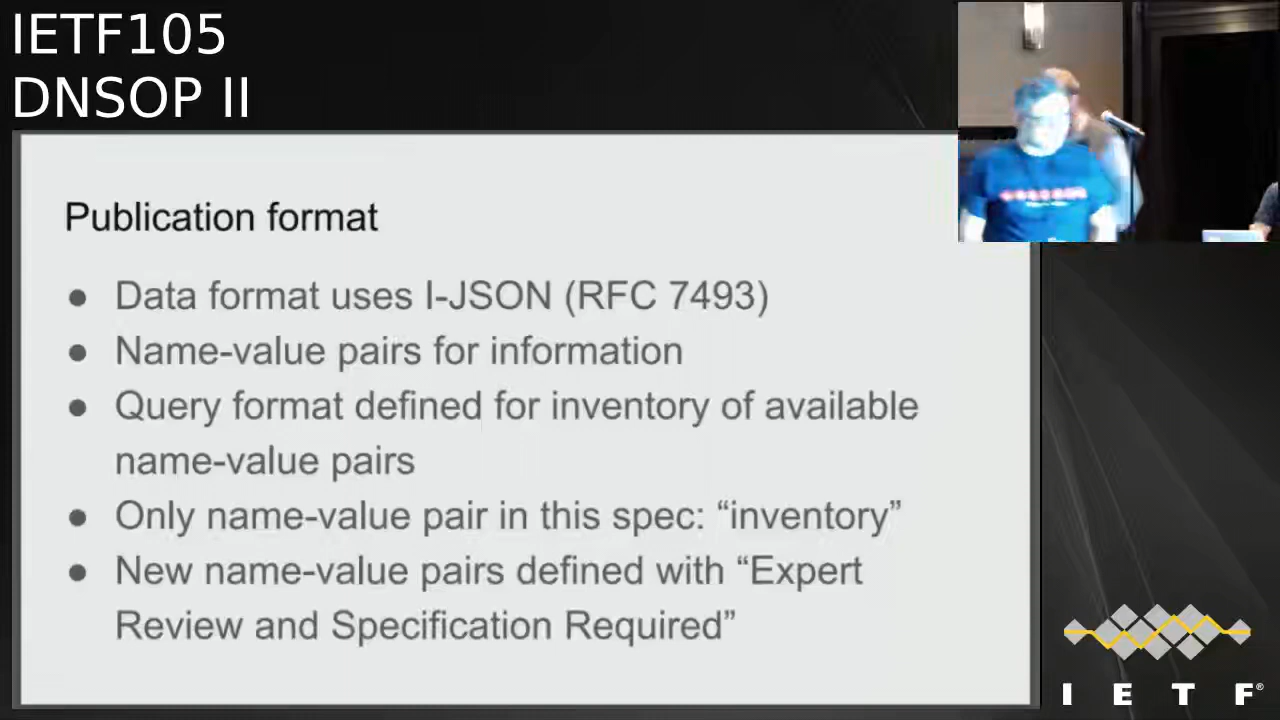 IETF105
DNSOP II
Publication format
● Data format uses I-JSON (RFC 7493)
● Name-value pairs for information
● Query format defined for inventory of available
name-value pairs
● Only name-value pair in this spec: “inventory”
● New name-value pairs defined with “Expert
Review and Specification Required”
I E T F®